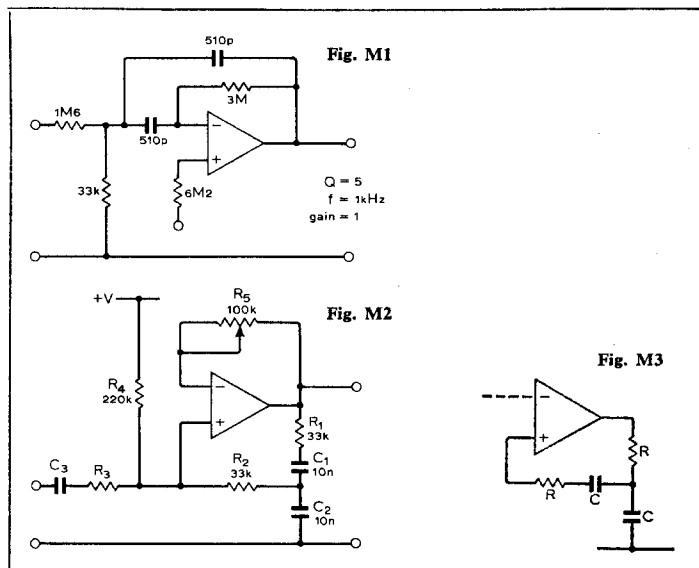 Fig. M1
510p
3M
1M6
510p
33k
6M2
Q = 5
f = 1kHz
gain = 1
−
+
Fig. M2
+V
R5
100k
R4
220k
−
+
R1
33k
C3
R3
R2
33k
C1
10n
C2
10n
Fig. M3
−
+
R
R
C
C